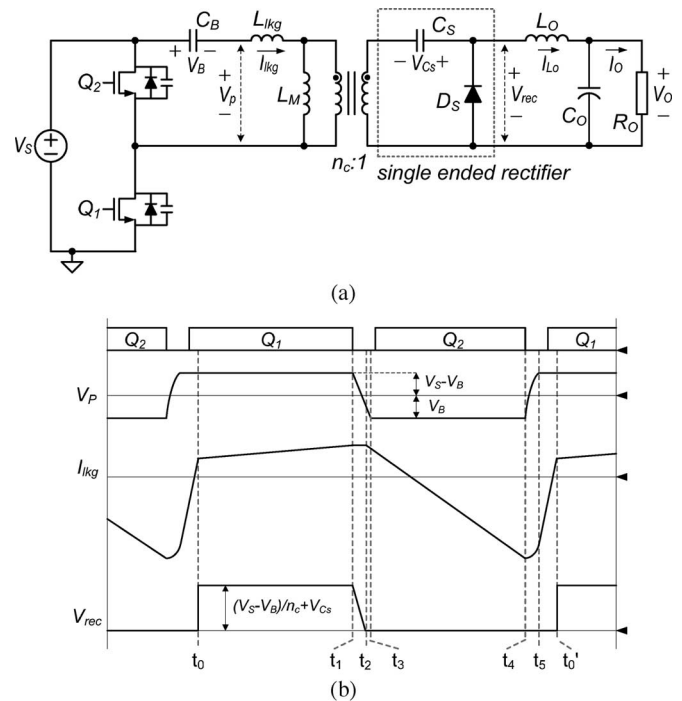 C_B L_lkg C_S L_O
+ V_B − I_lkg − V_Cs + I_Lo I_O
Q_2 + V_p − L_M D_S + V_rec − C_O R_O + V_O −
V_S + −
Q_1 n_c:1 single ended rectifier
(a)
Q_2 Q_1 Q_2 Q_1
V_P V_S-V_B
V_B
I_lkg
V_rec (V_S-V_B)/n_c+V_Cs
t_0 t_1 t_2 t_3 t_4 t_5 t_0'
(b)